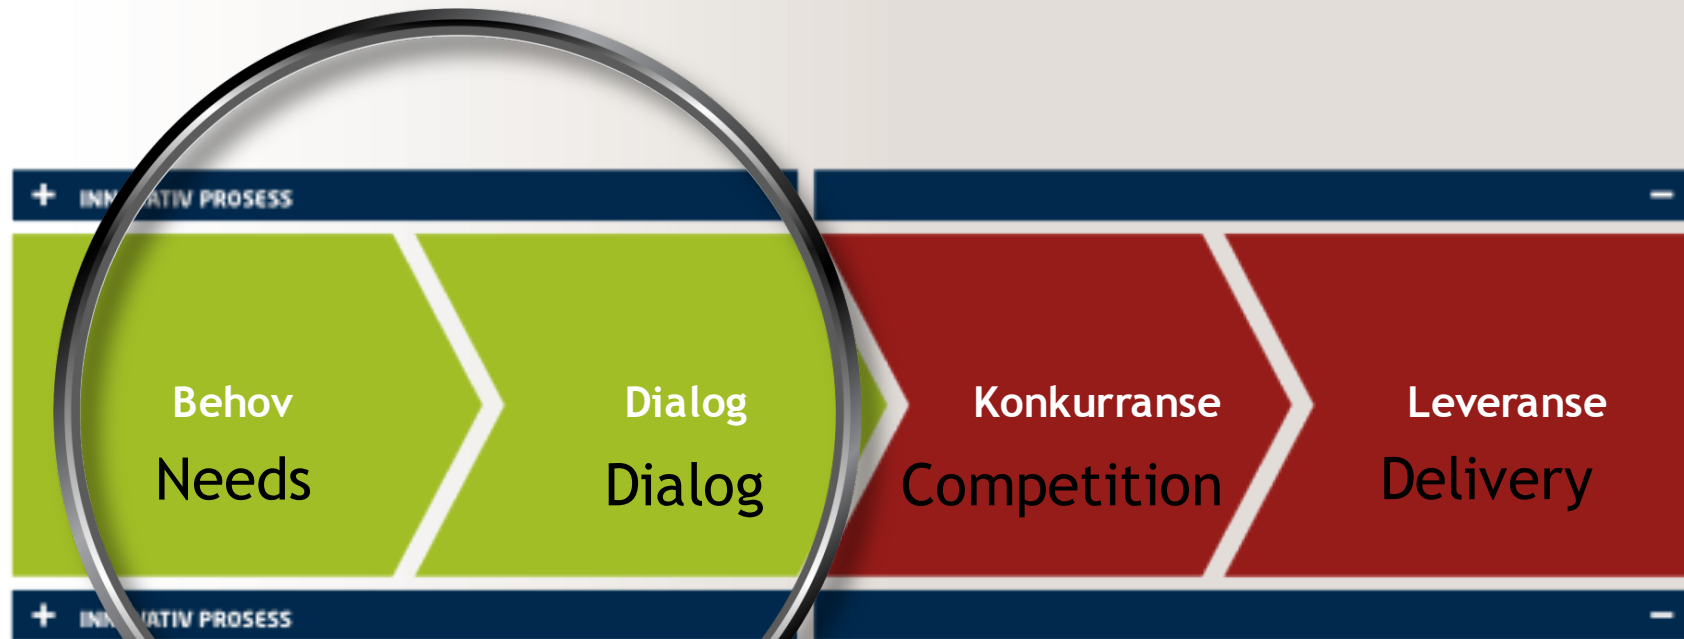 + INNOVATIV PROSESS −
Behov Dialog Konkurranse Leveranse
Needs Dialog Competition Delivery
+ INNOVATIV PROSESS −